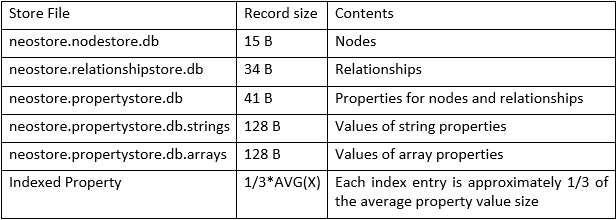 Store File Record size Contents
neostore.nodestore.db 15 B Nodes
neostore.relationshipstore.db 34 B Relationships
neostore.propertystore.db 41 B Properties for nodes and relationships
neostore.propertystore.db.strings 128 B Values of string properties
neostore.propertystore.db.arrays 128 B Values of array properties
Indexed Property 1/3*AVG(X) Each index entry is approximately 1/3 of
the average property value size